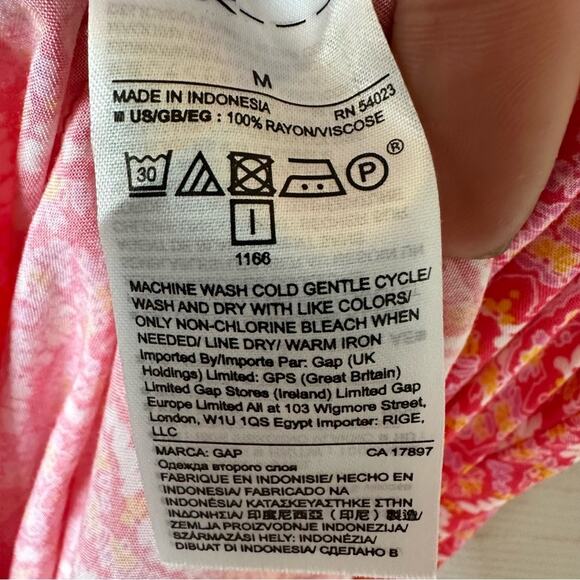 M
MADE IN INDONESIA
RN 54023
US/GB/EG : 100% RAYON/VISCOSE
30
P
®
I
1166
MACHINE WASH COLD GENTLE CYCLE/
WASH AND DRY WITH LIKE COLORS/
ONLY NON-CHLORINE BLEACH WHEN
NEEDED/ LINE DRY/ WARM IRON
Imported By/Importe Par: Gap (UK
Holdings) Limited: GPS (Great Britain)
Limited Gap Stores (Ireland) Limited Gap
Europe Limited All at 103 Wigmore Street,
London, W1U 1QS Egypt Importer: RIGE,
LLC
MARCA: GAP
CA 17897
Одежда второго слоя
FABRIQUE EN INDONESIE/ HECHO EN
INDONESIA/ FABRICADO NA
INDONÉSIA/ ΚΑΤΑΣΚΕΥΑΣΤΗΚΕ ΣΤΗΝ
ΙΝΔΟΝΗΣΙΑ/ 印度尼西亞 (印尼) 製造/
ZEMLJA PROIZVODNJE INDONEZIJA/
SZÁRMAZÁSI HELY: INDONÉZIA/
DIBUAT DI INDONESIA/ СДЕЛАНО В